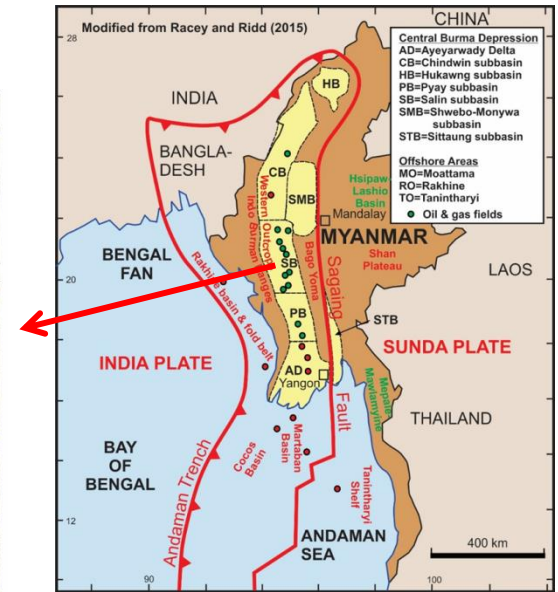 CHINA
28
Modified from Racey and Ridd (2015)
Central Burma Depression
AD=Ayeyarwady Delta
CB=Chindwin subbasin
HB=Hukawng subbasin
PB=Pyay subbasin
SB=Salin subbasin
SMB=Shwebo-Monywa
subbasin
STB=Sittaung subbasin
Offshore Areas
MO=Moattama
RO=Rakhine
TO=Tanintharyi
Oil & gas fields
HB
INDIA
BANGLA-
DESH
CB
SMB
Western Outcrops
Indo Burman Ranges
Hsipaw
Lashio
Basin
Mandalay
MYANMAR
Shan
Plateau
LAOS
BENGAL
FAN
20
Rakhine basin & fold belt
SB
Bago Yoma
Sagaing
Fault
PB
STB
INDIA PLATE
SUNDA PLATE
AD
Yangon
Mepale
Mawlamyine
THAILAND
BAY
OF
BENGAL
Andaman Trench
Cocos
Basin
Martaban
Basin
Tanintharyi
Shelf
12
ANDAMAN
SEA
400 km
90
100